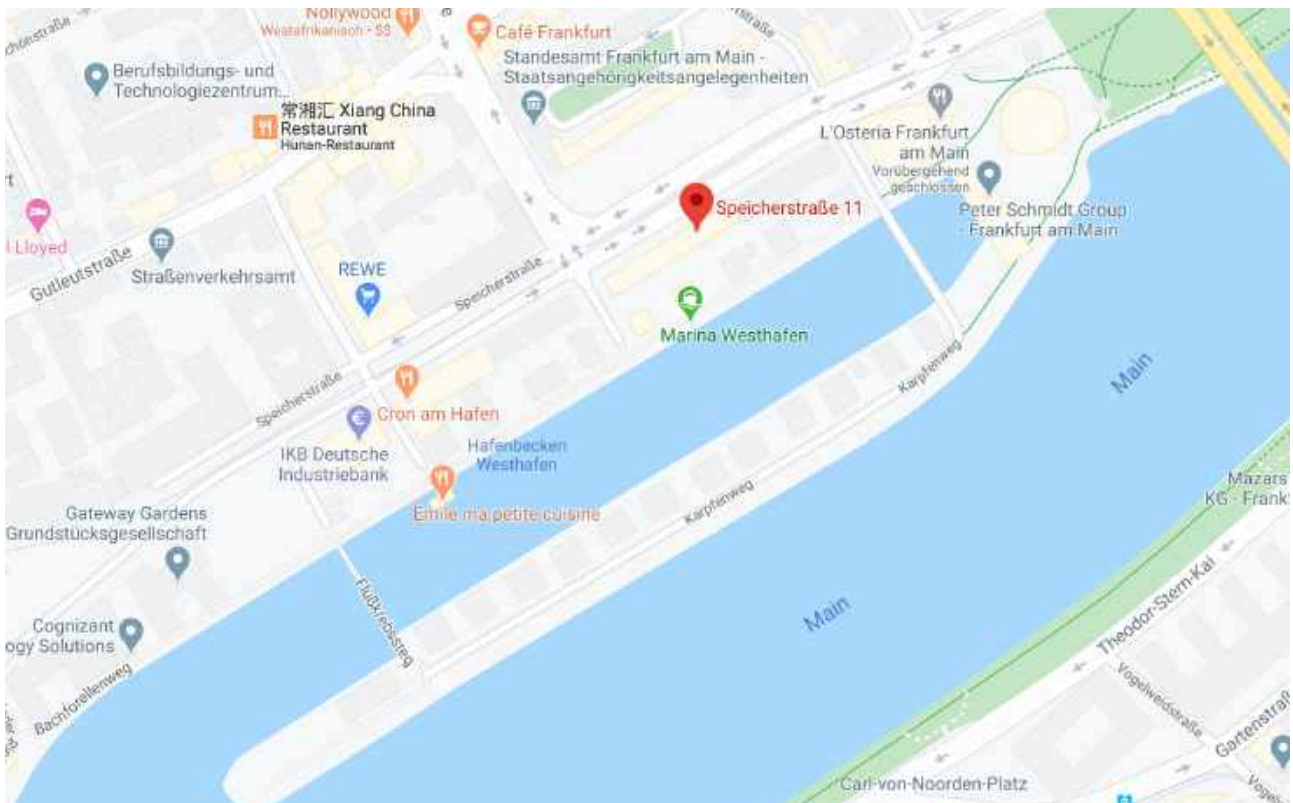 Nollywood
Westafrikanisch • $$
Café Frankfurt
Standesamt Frankfurt am Main -
Staatsangehörigkeitsangelegenheiten
Berufsbildungs- und
Technologiezentrum...
常湘汇 Xiang China
Restaurant
Hunan-Restaurant
L'Osteria Frankfurt
am Main
Vorübergehend
geschlossen
Peter Schmidt Group
- Frankfurt am Main
Speicherstraße 11
Lloyed
Straßenverkehrsamt
Gutleutstraße
REWE
Speicherstraße
Marina Westhafen
Main
Karpfenweg
Speicherstraße
Cron am Hafen
IKB Deutsche
Industriebank
Hafenbecken
Westhafen
Emile ma petite cuisine
Karpfenweg
Mazars
KG - Frank
Gateway Gardens
Grundstücksgesellschaft
Flußkrebssteg
Main
Theodor-Stern-Kai
Cognizant
ogy Solutions
Bachforellenweg
Vogelweidstraße
Gartenstraß
Carl-von-Noorden-Platz